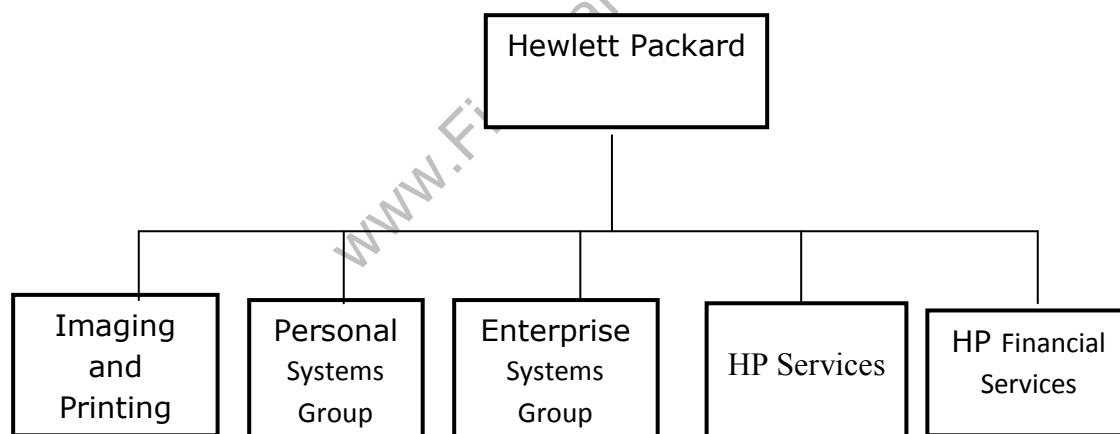 Hewlett Packard
Imaging
and
Printing
Personal
Systems
Group
Enterprise
Systems
Group
HP Services
HP Financial
Services